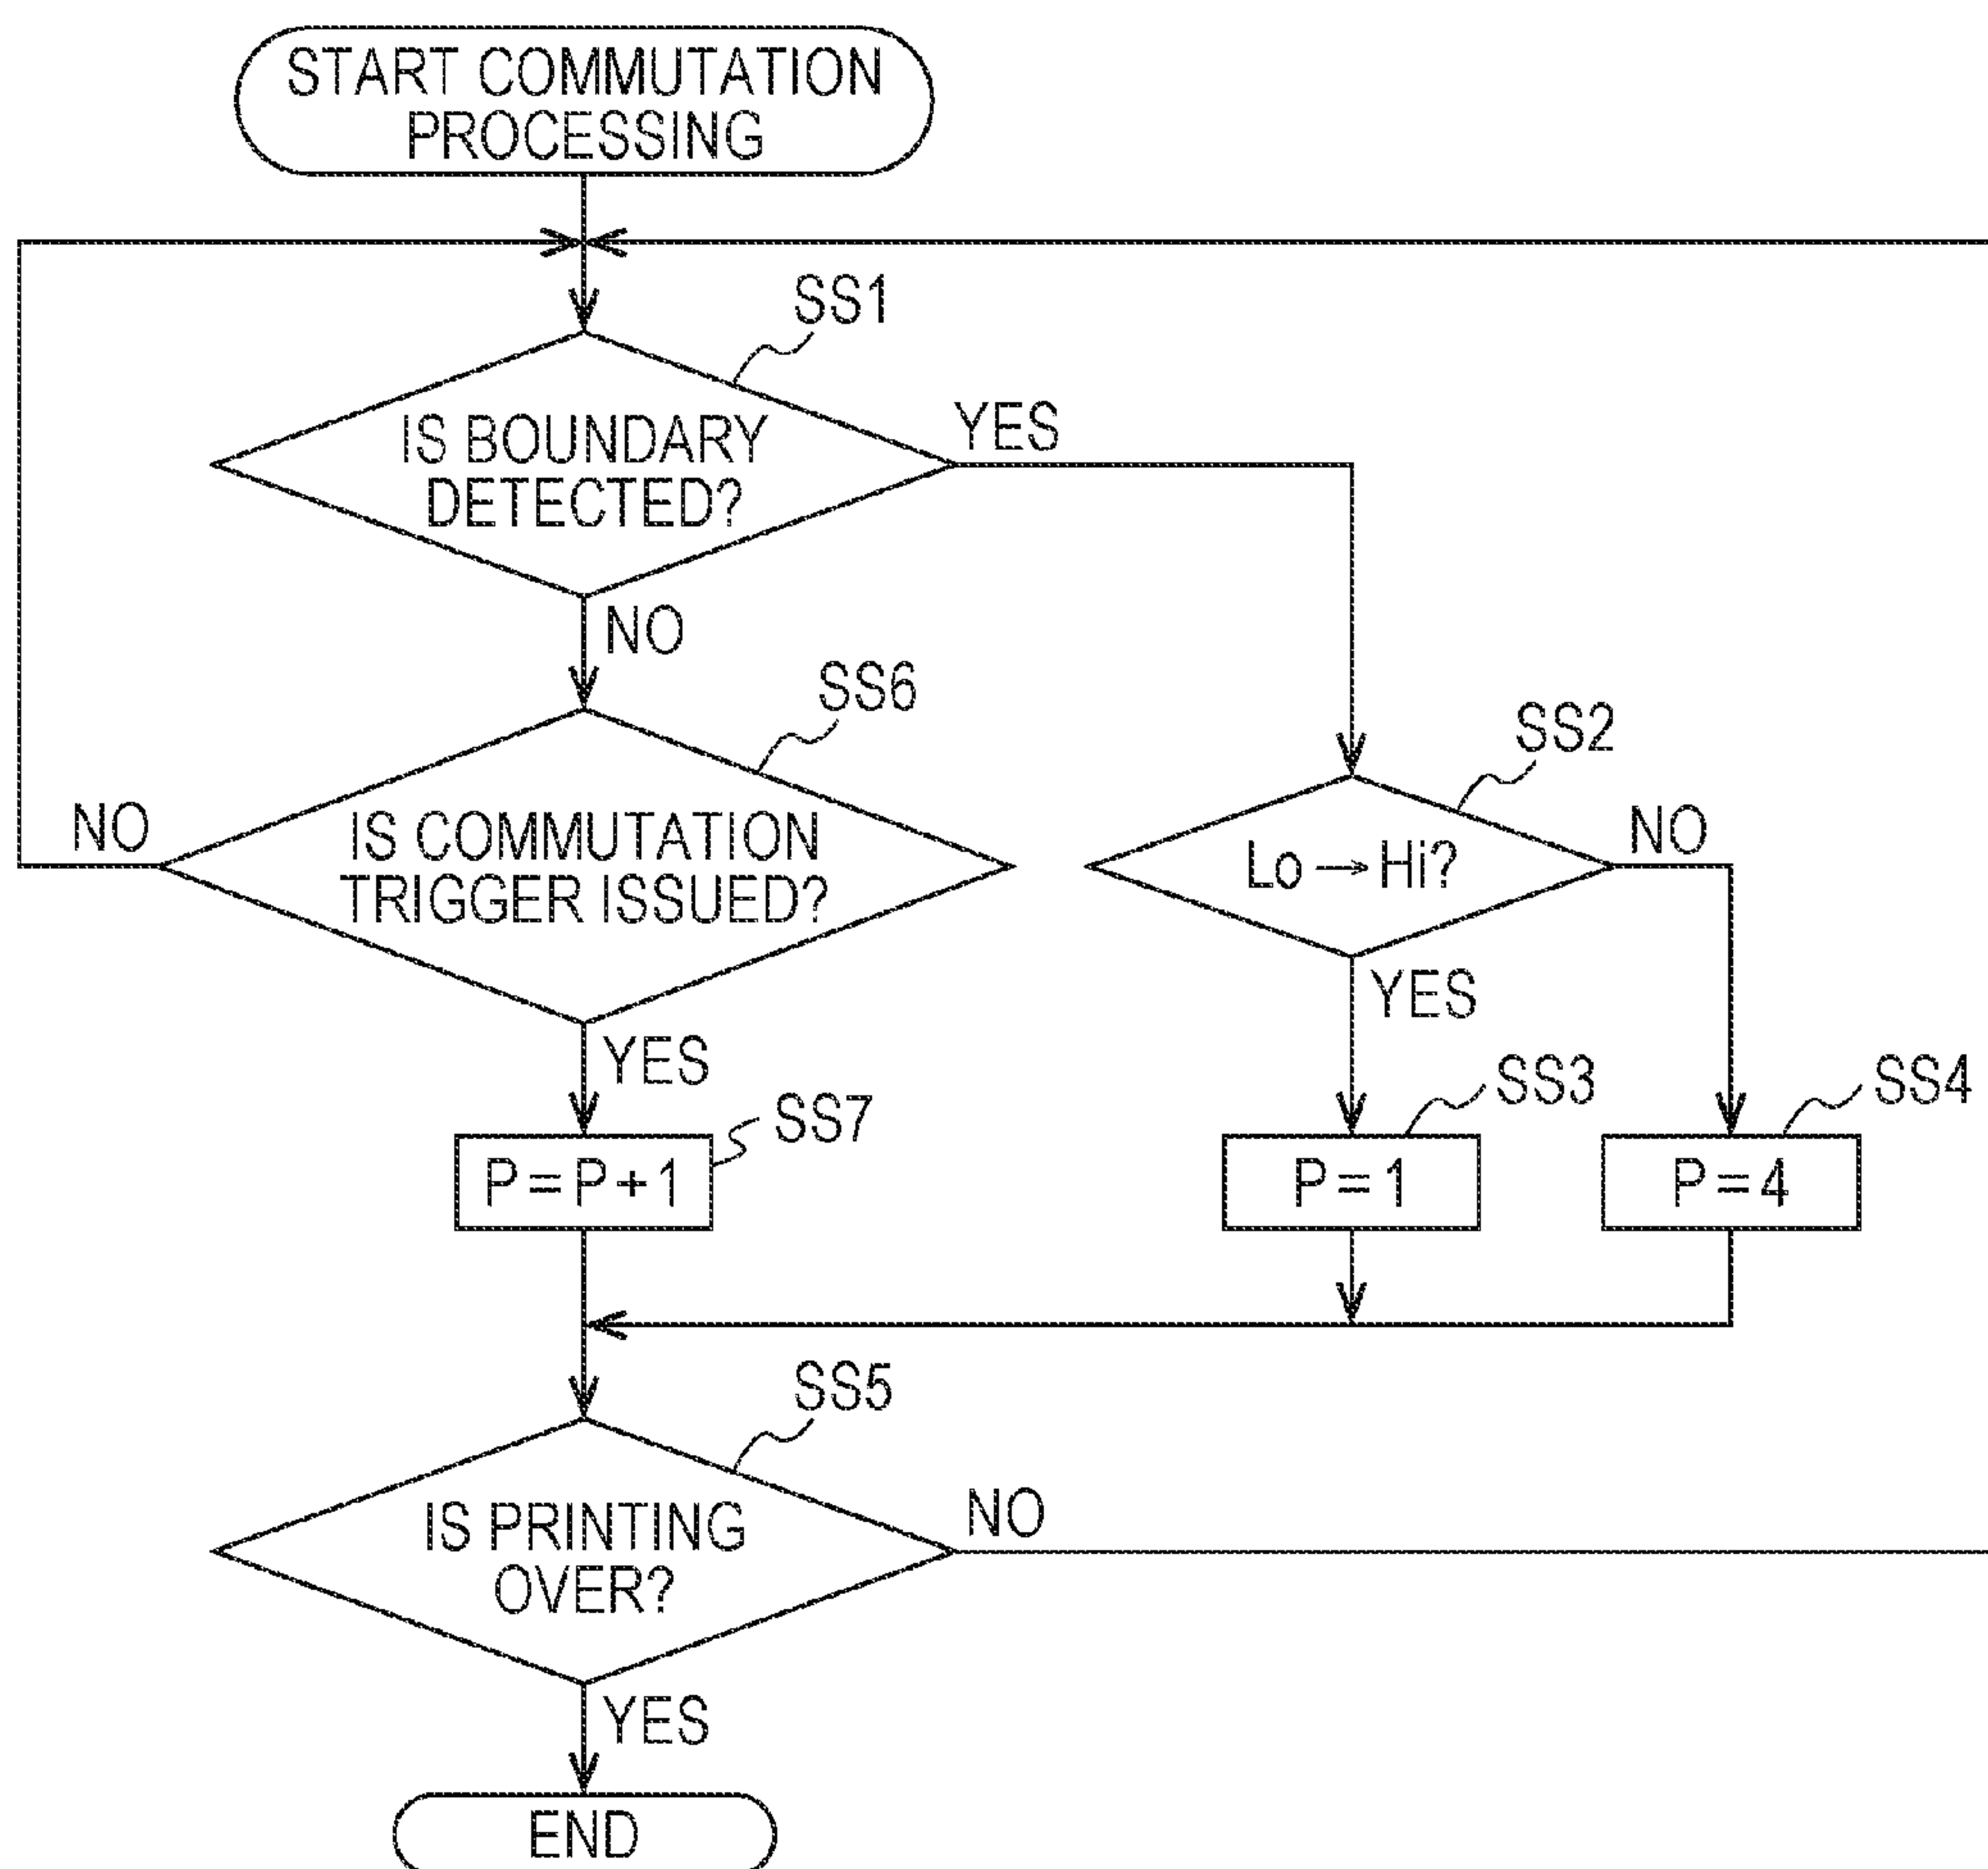 START COMMUTATION
PROCESSING
SS1
IS BOUNDARY
DETECTED?
YES
NO
SS6
IS COMMUTATION
TRIGGER ISSUED?
NO
YES
SS2
Lo → Hi?
NO
YES
SS7
P = P + 1
SS3
P = 1
SS4
P = 4
SS5
IS PRINTING
OVER?
NO
YES
END